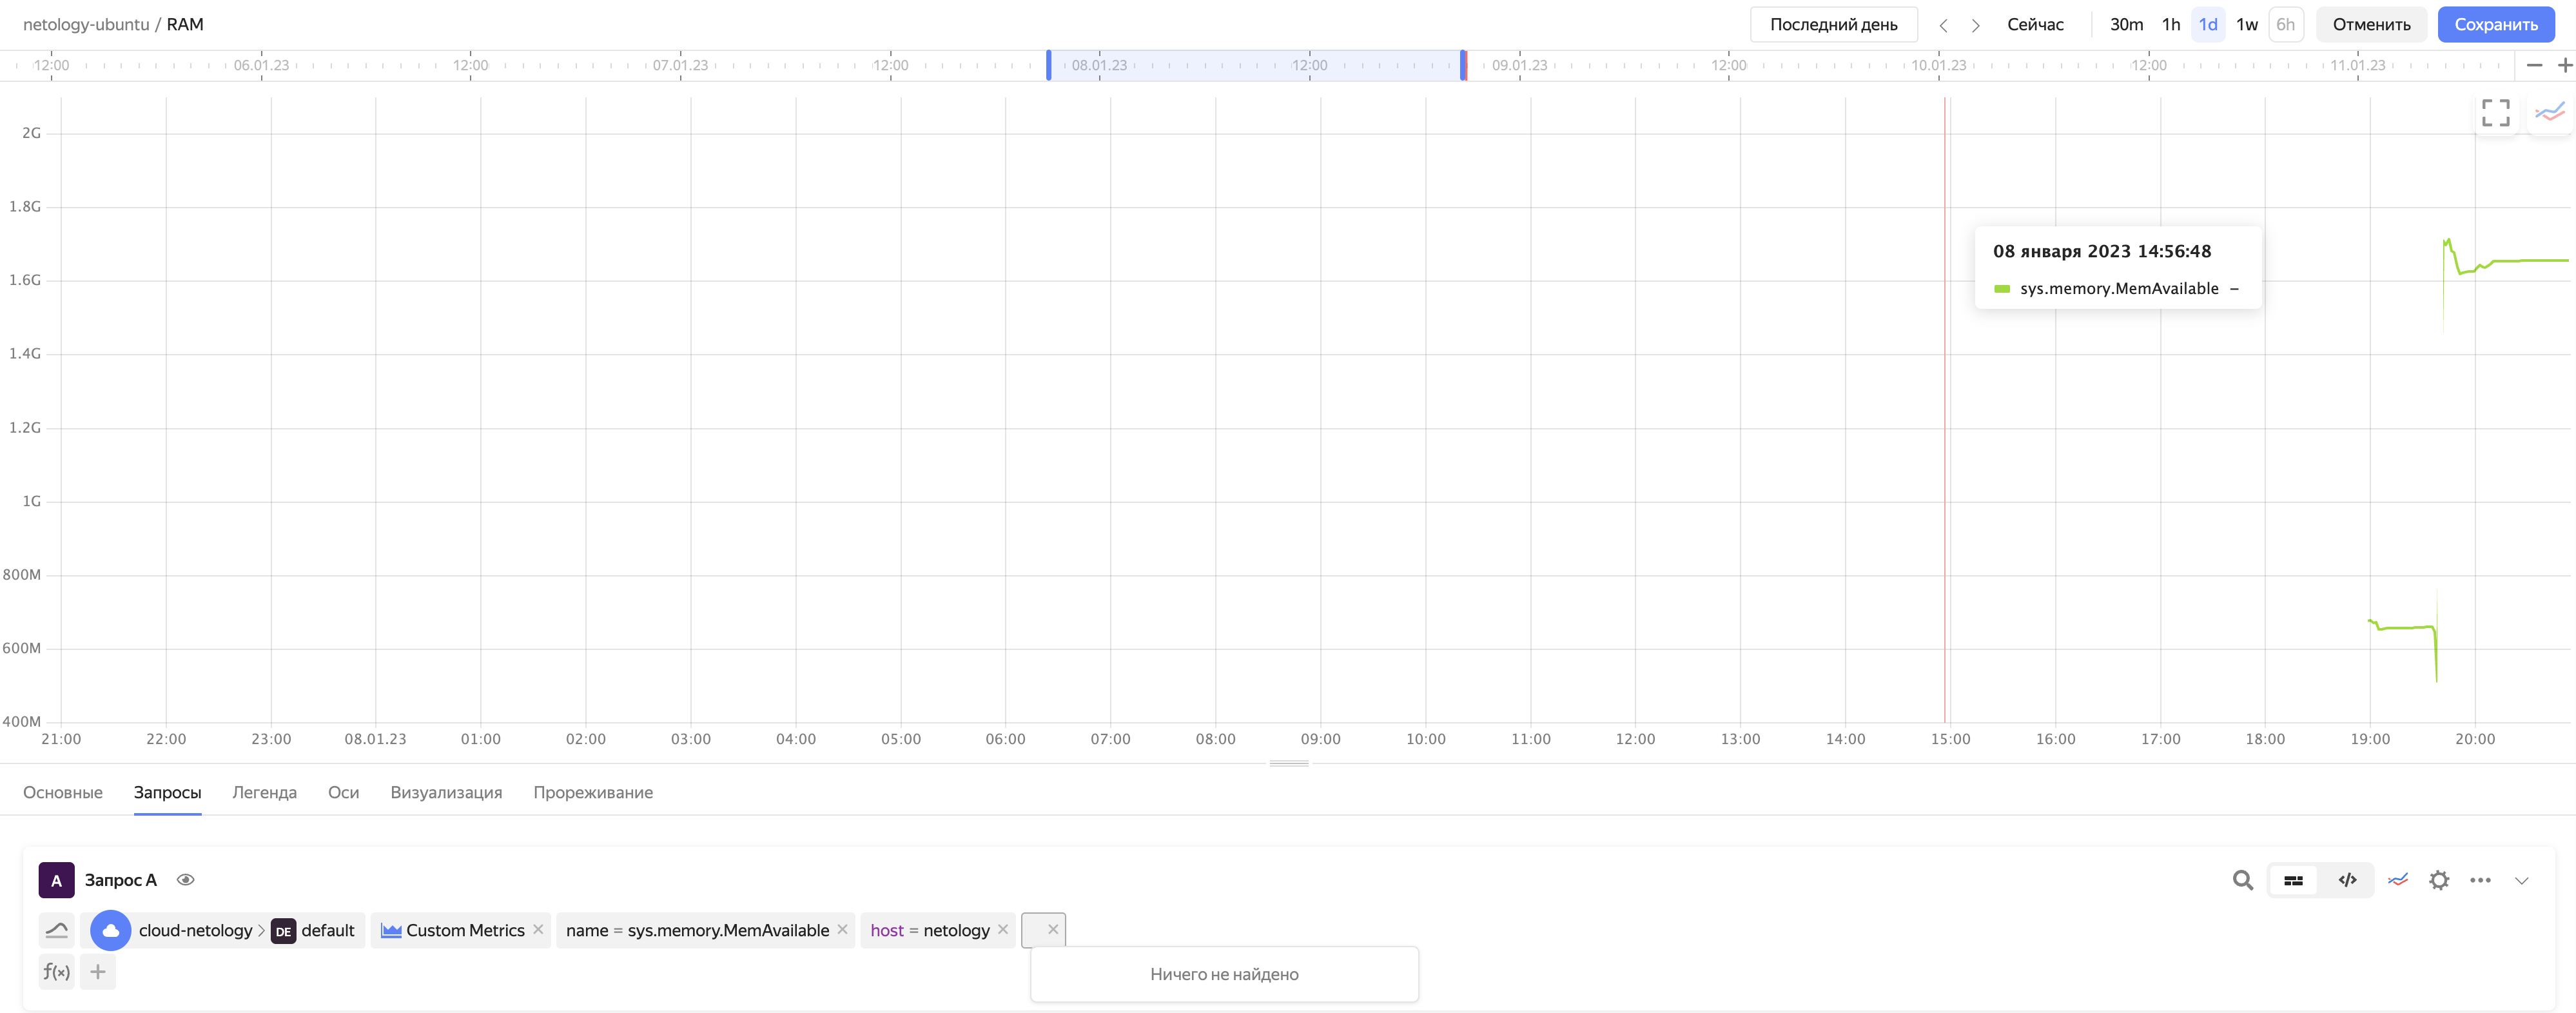 netology-ubuntu / RAM
Последний день
Сейчас
30m 1h 1d 1w 6h
Отменить
Сохранить
12:00 06.01.23 12:00 07.01.23 12:00 08.01.23 12:00 09.01.23 12:00 10.01.23 12:00 11.01.23
2G
1.8G
1.6G
1.4G
1.2G
1G
800M
600M
400M
08 января 2023 14:56:48
sys.memory.MemAvailable –
21:00 22:00 23:00 08.01.23 01:00 02:00 03:00 04:00 05:00 06:00 07:00 08:00 09:00 10:00 11:00 12:00 13:00 14:00 15:00 16:00 17:00 18:00 19:00 20:00
Основные Запросы Легенда Оси Визуализация Прореживание
A Запрос A
cloud-netology > DE default Custom Metrics × name = sys.memory.MemAvailable × host = netology × ×
f(x) +
Ничего не найдено